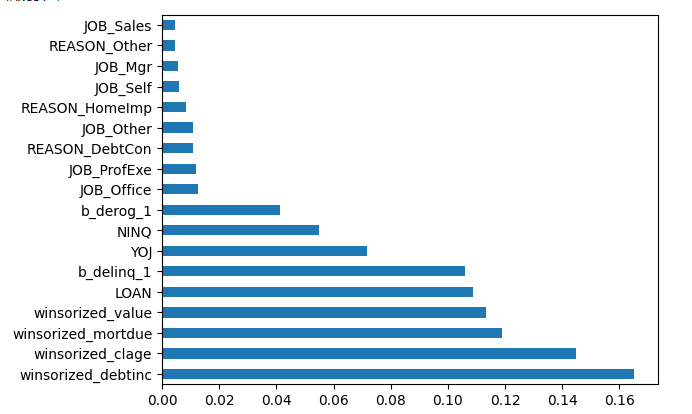 JOB_Sales
REASON_Other
JOB_Mgr
JOB_Self
REASON_HomeImp
JOB_Other
REASON_DebtCon
JOB_ProfExe
JOB_Office
b_derog_1
NINQ
YOJ
b_delinq_1
LOAN
winsorized_value
winsorized_mortdue
winsorized_clage
winsorized_debtinc
0.00 0.02 0.04 0.06 0.08 0.10 0.12 0.14 0.16